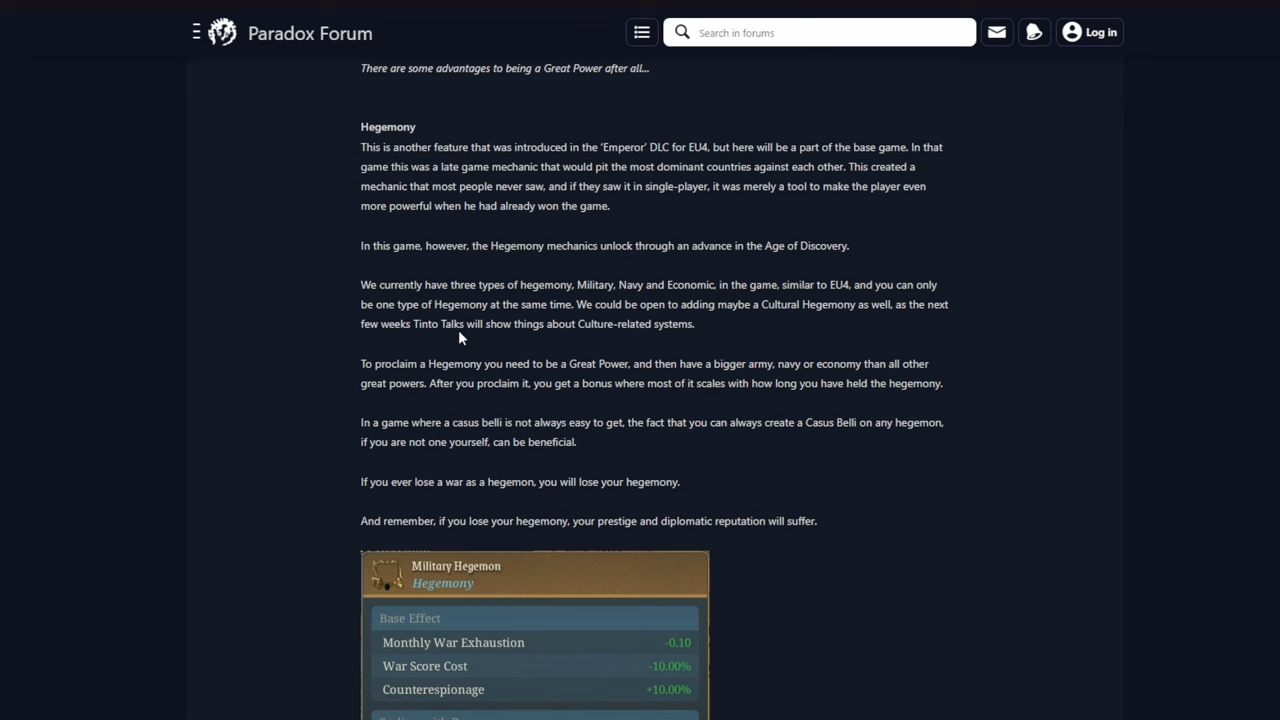 Paradox Forum
Search in forums
Log in
There are some advantages to being a Great Power after all...
Hegemony
This is another feature that was introduced in the ‘Emperor’ DLC for EU4, but here will be a part of the base game. In that
game this was a late game mechanic that would pit the most dominant countries against each other. This created a
mechanic that most people never saw, and if they saw it in single-player, it was merely a tool to make the player even
more powerful when he had already won the game.
In this game, however, the Hegemony mechanics unlock through an advance in the Age of Discovery.
We currently have three types of hegemony, Military, Navy and Economic, in the game, similar to EU4, and you can only
be one type of Hegemony at the same time. We could be open to adding maybe a Cultural Hegemony as well, as the next
few weeks Tinto Talks will show things about Culture-related systems.
To proclaim a Hegemony you need to be a Great Power, and then have a bigger army, navy or economy than all other
great powers. After you proclaim it, you get a bonus where most of it scales with how long you have held the hegemony.
In a game where a casus belli is not always easy to get, the fact that you can always create a Casus Belli on any hegemon,
if you are not one yourself, can be beneficial.
If you ever lose a war as a hegemon, you will lose your hegemony.
And remember, if you lose your hegemony, your prestige and diplomatic reputation will suffer.
Military Hegemon
Hegemony
Base Effect
Monthly War Exhaustion -0.10
War Score Cost -10.00%
Counterespionage +10.00%